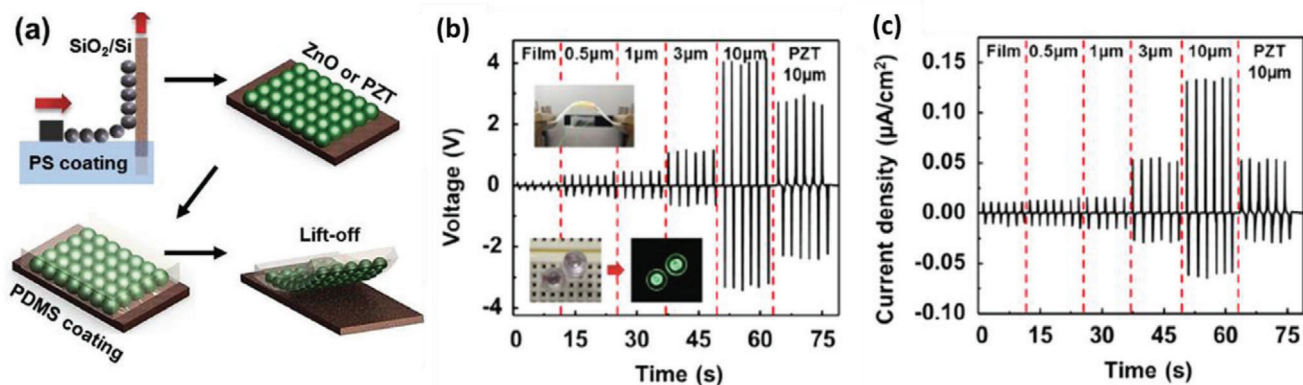 (a)
SiO₂/Si
PS coating
ZnO or PZT
PDMS coating
Lift-off
(b)
Film 0.5μm 1μm 3μm 10μm PZT
10μm
4
2
0
-2
-4
Voltage (V)
0 15 30 45 60 75
Time (s)
(c)
Film 0.5μm 1μm 3μm 10μm PZT
10μm
0.15
0.10
0.05
0.00
-0.05
-0.10
Current density (μA/cm²)
0 15 30 45 60 75
Time (s)